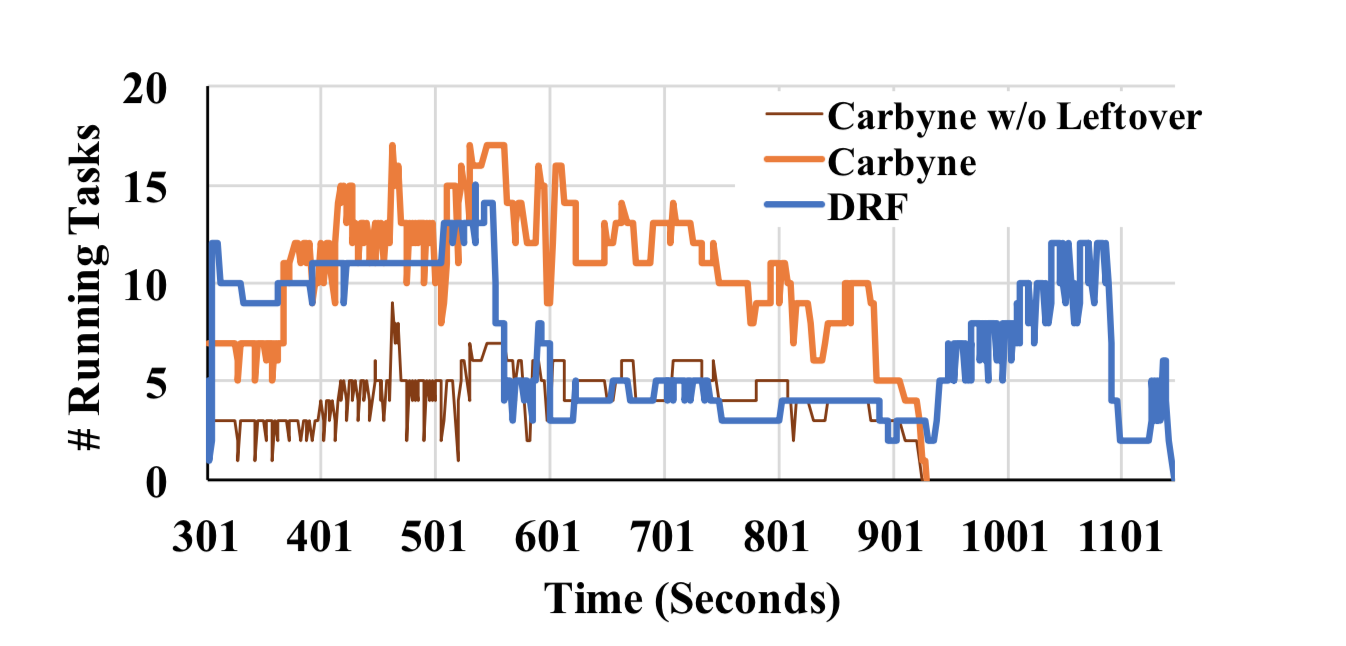 20
15
10
5
0
# Running Tasks
Carbyne w/o Leftover
Carbyne
DRF
301 401 501 601 701 801 901 1001 1101
Time (Seconds)